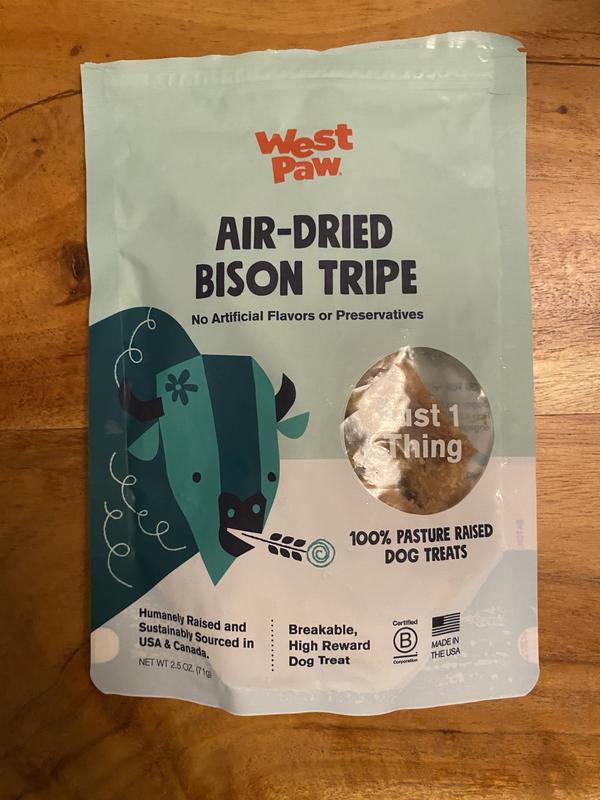 West
Paw
AIR-DRIED
BISON TRIPE
No Artificial Flavors or Preservatives
Just 1
Thing
100% PASTURE RAISED
DOG TREATS
Humanely Raised and
Sustainably Sourced in
USA & Canada.
NET WT 2.5 OZ. (71g)
Breakable,
High Reward
Dog Treat
Certified
B
Corporation
MADE IN
THE USA